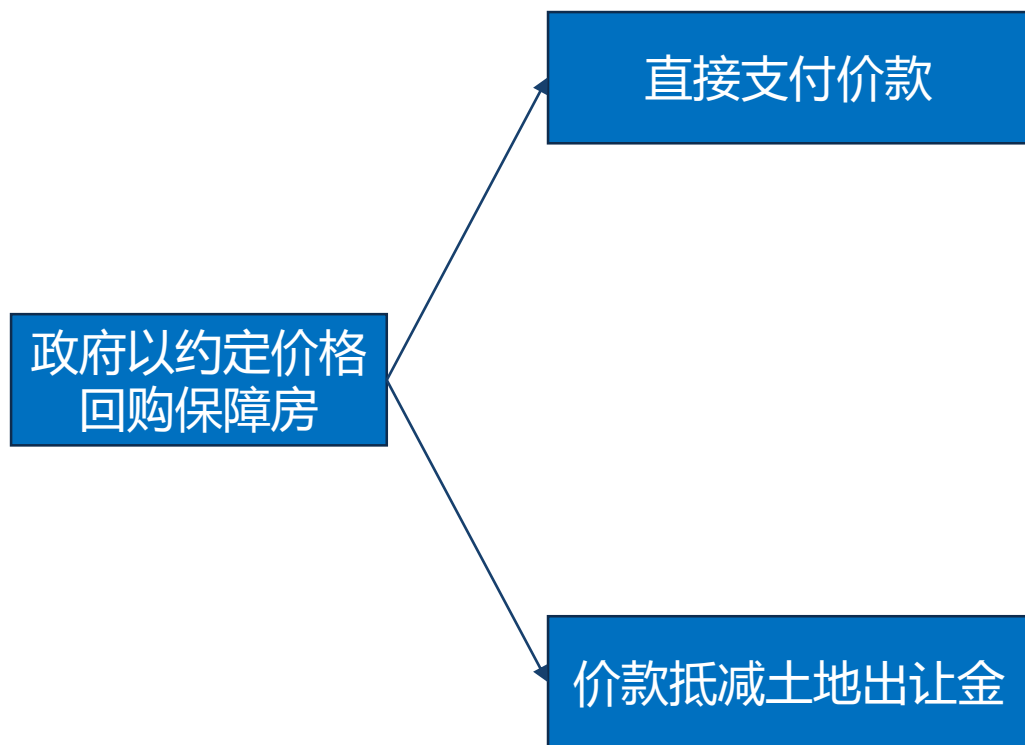 直接支付价款
政府以约定价格
回购保障房
价款抵减土地出让金